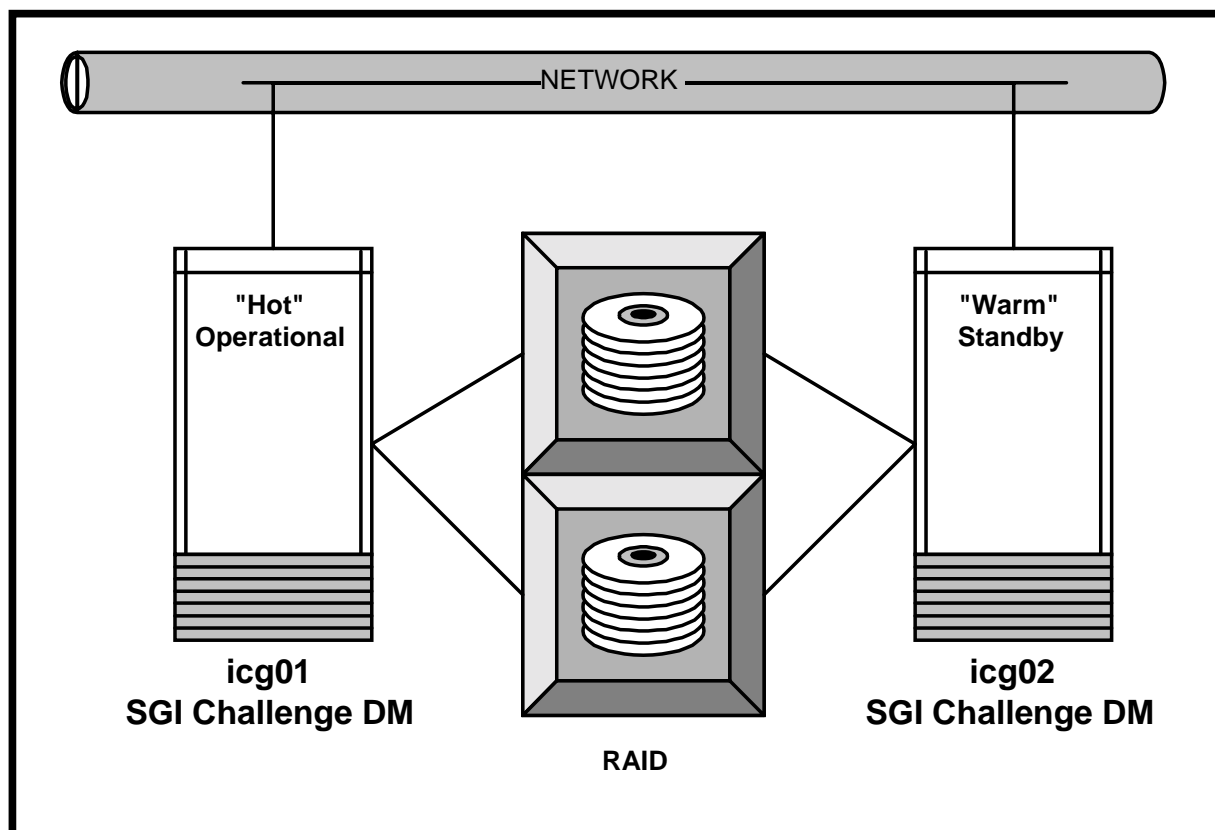 NETWORK
"Hot"
Operational
"Warm"
Standby
icg01
SGI Challenge DM
icg02
SGI Challenge DM
RAID